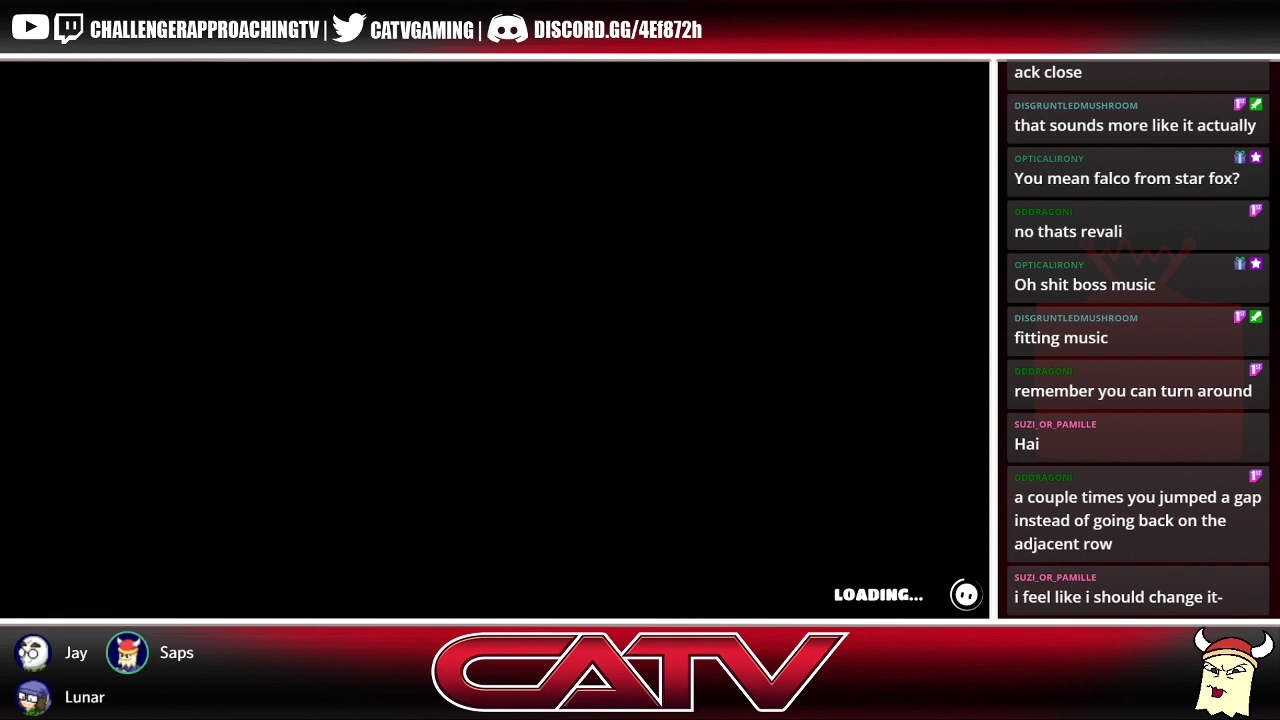 CHALLENGERAPPROACHINGTV | CATVGAMING | DISCORD.GG/4Ef872h
ack close
DISGRUNTLEDMUSHROOM
that sounds more like it actually
OPTICALIRONY
You mean falco from star fox?
DDDRAGONI
no thats revali
OPTICALIRONY
Oh shit boss music
DISGRUNTLEDMUSHROOM
fitting music
DDDRAGONI
remember you can turn around
SUZI_OR_PAMILLE
Hai
DDDRAGONI
a couple times you jumped a gap
instead of going back on the
adjacent row
SUZI_OR_PAMILLE
i feel like i should change it-
LOADING...
Jay
Saps
Lunar
CATV